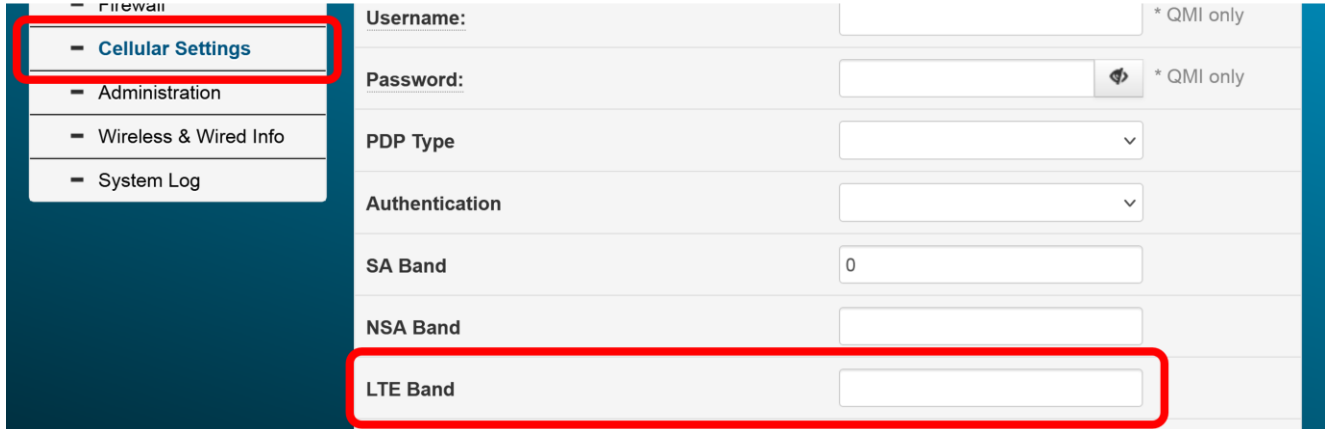 Firewall
Cellular Settings
Administration
Wireless & Wired Info
System Log
Username:
* QMI only
Password:
* QMI only
PDP Type
Authentication
SA Band
0
NSA Band
LTE Band